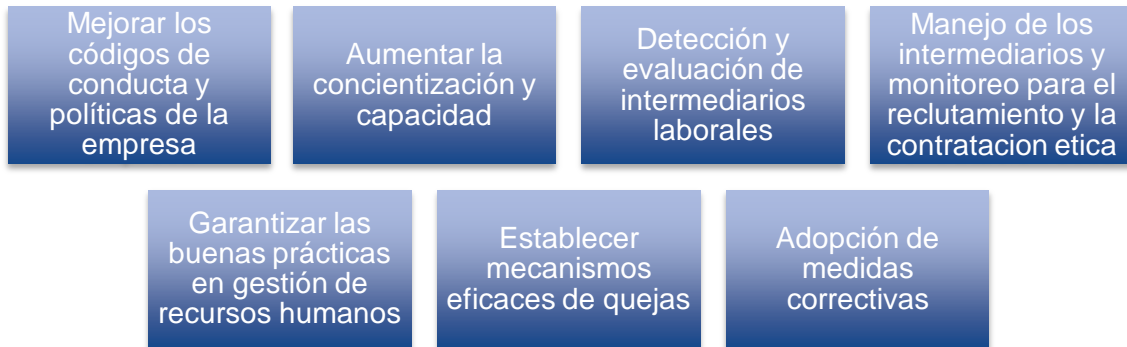 Mejorar los
códigos de
conducta y
políticas de la
empresa
Aumentar la
concientización y
capacidad
Detección y
evaluación de
intermediarios
laborales
Manejo de los
intermediarios y
monitoreo para el
reclutamiento y la
contratacion etica
Garantizar las
buenas prácticas
en gestión de
recursos humanos
Establecer
mecanismos
eficaces de quejas
Adopción de
medidas
correctivas